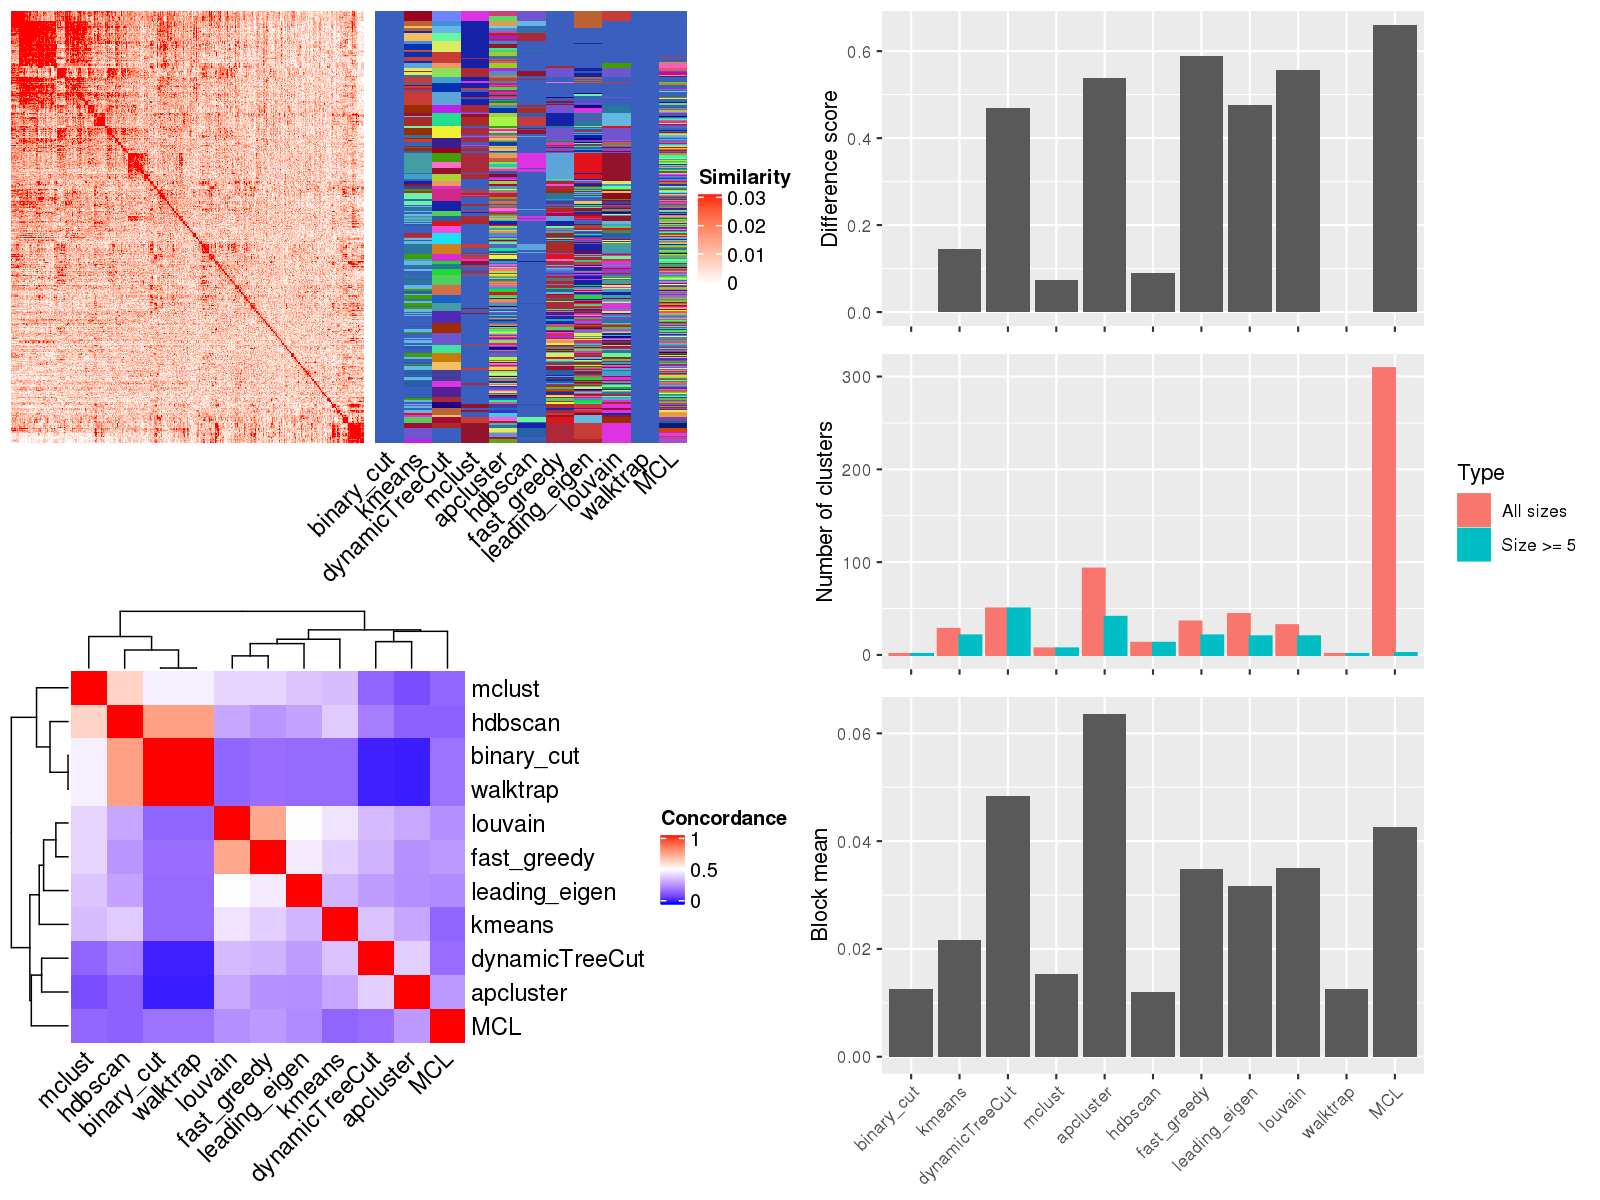 Similarity
0.03
0.02
0.01
0
binary_cut
kmeans
dynamicTreeCut
mclust
apcluster
hdbscan
fast_greedy
leading_eigen
louvain
walktrap
MCL
mclust
hdbscan
binary_cut
walktrap
louvain
fast_greedy
leading_eigen
kmeans
dynamicTreeCut
apcluster
MCL
Concordance
1
0.5
0
mclust
hdbscan
binary_cut
walktrap
louvain
fast_greedy
leading_eigen
kmeans
dynamicTreeCut
apcluster
MCL
Difference score
0.6
0.4
0.2
0.0
Number of clusters
300
200
100
0
Type
All sizes
Size >= 5
Block mean
0.06
0.04
0.02
0.00
binary_cut
kmeans
dynamicTreeCut
mclust
apcluster
hdbscan
fast_greedy
leading_eigen
louvain
walktrap
MCL